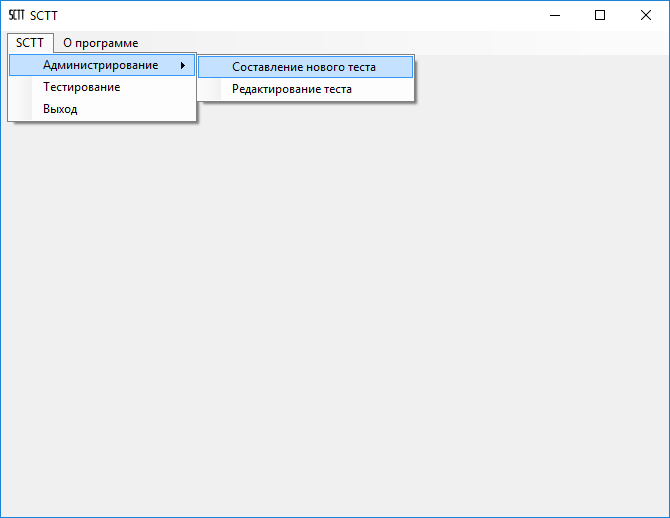 SCTT SCTT
SCTT О программе
Администрирование
Тестирование
Выход
Составление нового теста
Редактирование теста